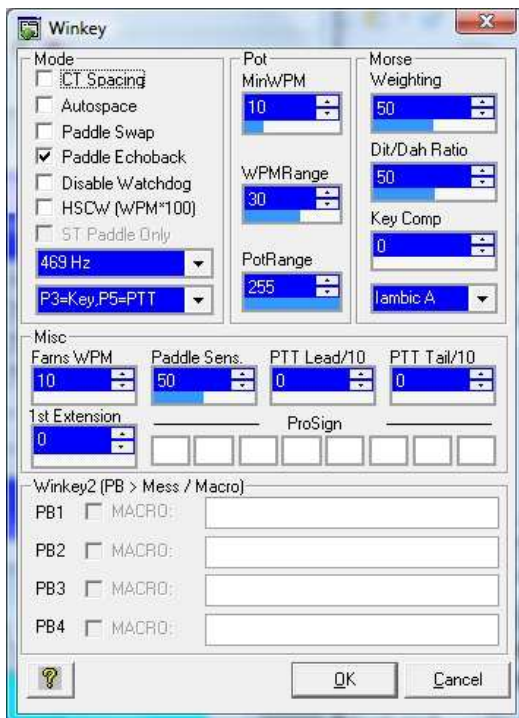 Winkey
Mode
CT Spacing
Autospace
Paddle Swap
Paddle Echoback
Disable Watchdog
HSCW (WPM*100)
ST Paddle Only
469 Hz
P3=Key,P5=PTT
Pot
MinWPM
10
WPMRange
30
PotRange
255
Morse
Weighting
50
Dit/Dah Ratio
50
Key Comp
0
Iambic A
Misc
Farns WPM
10
Paddle Sens.
50
PTT Lead/10
0
PTT Tail/10
0
1st Extension
0
ProSign
Winkey2 (PB > Mess / Macro)
PB1 MACRO:
PB2 MACRO:
PB3 MACRO:
PB4 MACRO:
?
OK
Cancel